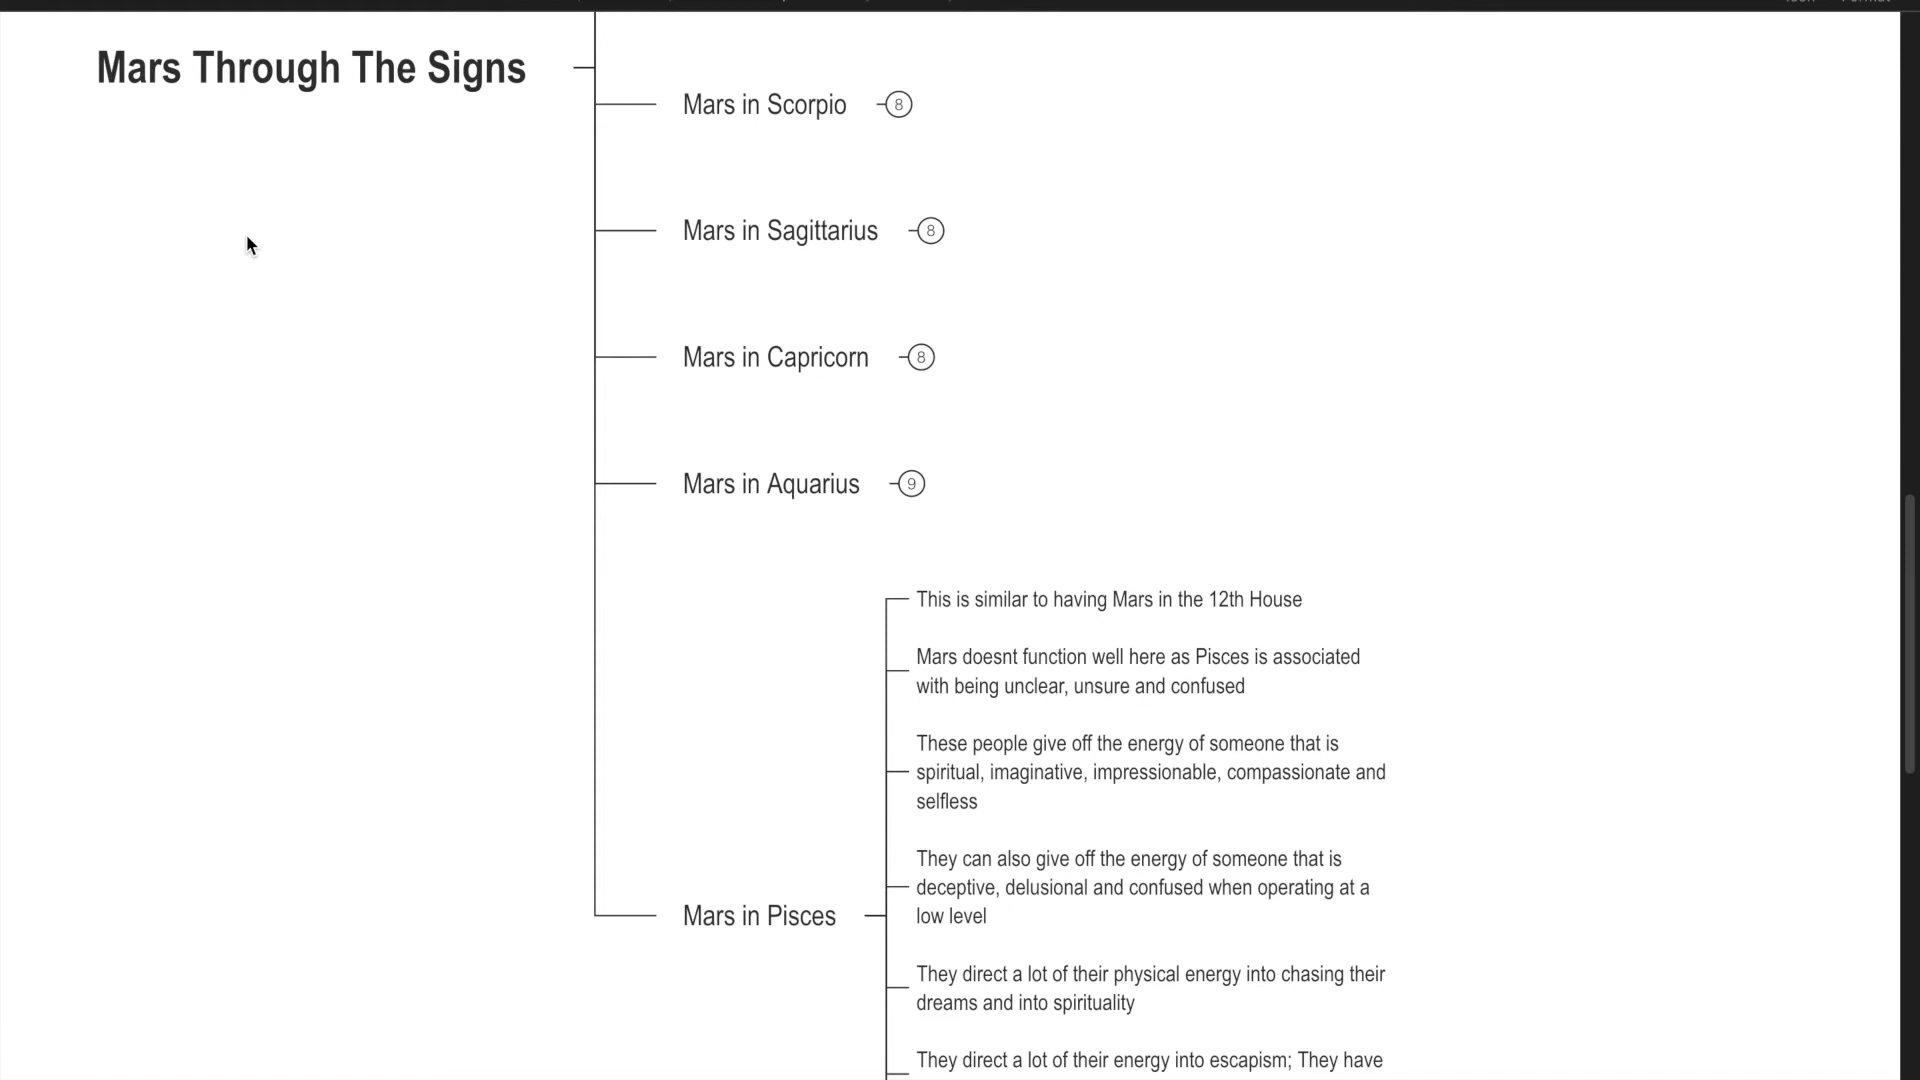 Mars Through The Signs
Mars in Scorpio
8
Mars in Sagittarius
8
Mars in Capricorn
8
Mars in Aquarius
9
Mars in Pisces
This is similar to having Mars in the 12th House
Mars doesnt function well here as Pisces is associated
with being unclear, unsure and confused
These people give off the energy of someone that is
spiritual, imaginative, impressionable, compassionate and
selfless
They can also give off the energy of someone that is
deceptive, delusional and confused when operating at a
low level
They direct a lot of their physical energy into chasing their
dreams and into spirituality
They direct a lot of their energy into escapism; They have